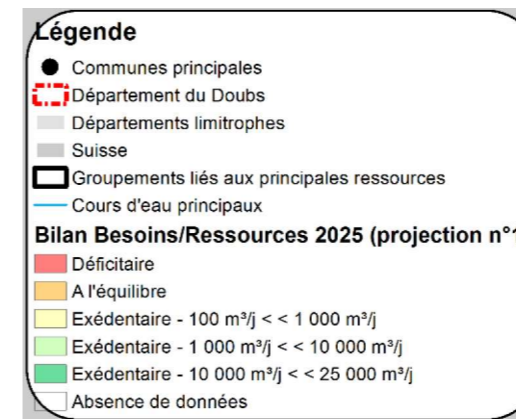 Légende
Communes principales
Département du Doubs
Départements limitrophes
Suisse
Groupements liés aux principales ressources
Cours d'eau principaux
Bilan Besoins/Ressources 2025 (projection n°1
Déficitaire
A l'équilibre
Exédentaire - 100 m³/j < < 1 000 m³/j
Exédentaire - 1 000 m³/j < < 10 000 m³/j
Exédentaire - 10 000 m³/j < < 25 000 m³/j
Absence de données